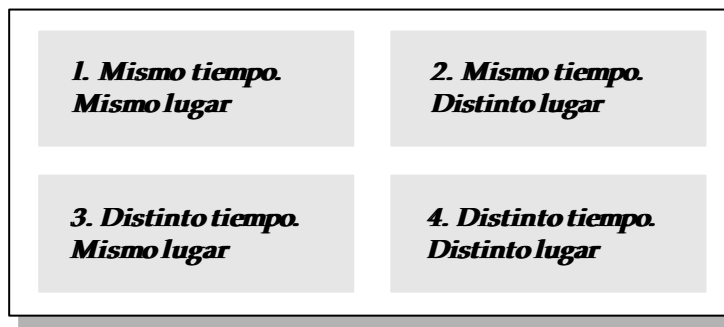 1. Mismo tiempo.
Mismo lugar
2. Mismo tiempo.
Distinto lugar
3. Distinto tiempo.
Mismo lugar
4. Distinto tiempo.
Distinto lugar